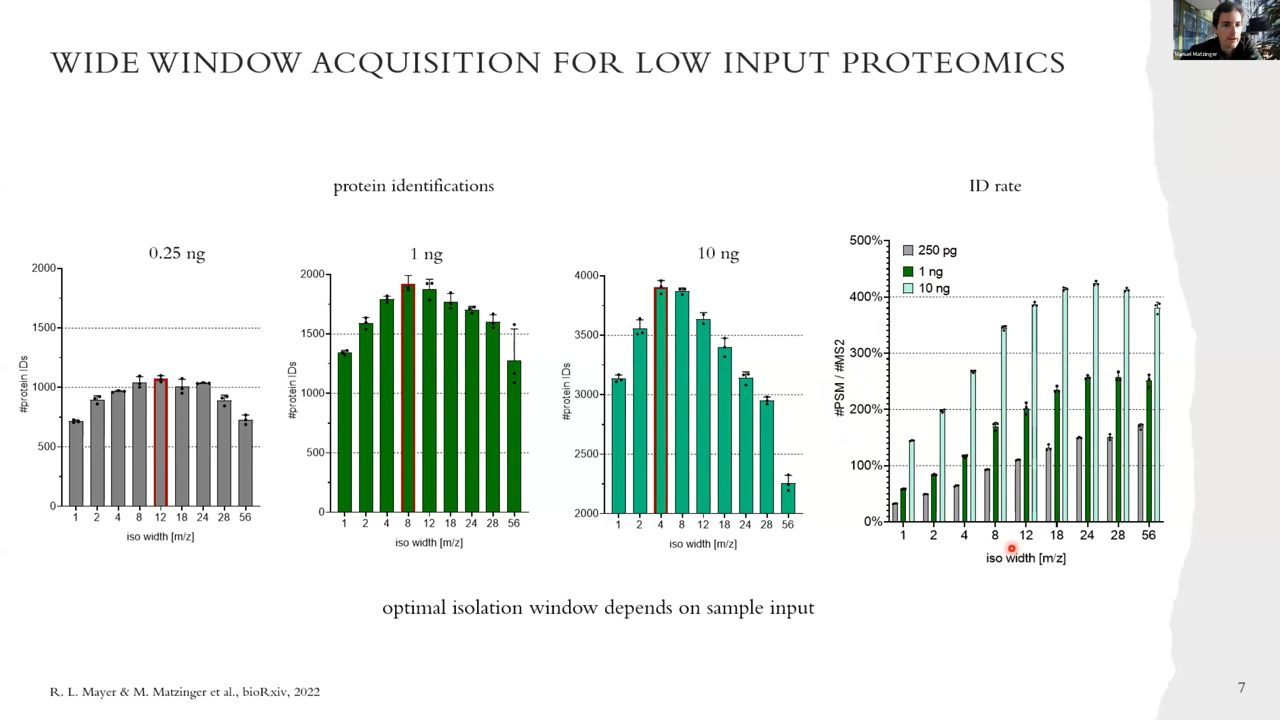 WIDE WINDOW ACQUISITION FOR LOW INPUT PROTEOMICS
Manuel Matzinger
protein identifications
ID rate
0.25 ng
2000
1500
1000
500
0
#protein IDs
1 2 4 8 12 18 24 28 56
iso width [m/z]
1 ng
2000
1500
1000
500
0
#protein IDs
1 2 4 8 12 18 24 28 56
iso width [m/z]
10 ng
4000
3500
3000
2500
2000
#protein IDs
1 2 4 8 12 18 24 28 56
iso width [m/z]
500%
400%
300%
200%
100%
0%
#PSM / #MS2
250 pg
1 ng
10 ng
1 2 4 8 12 18 24 28 56
iso width [m/z]
optimal isolation window depends on sample input
R. L. Mayer & M. Matzinger et al., bioRxiv, 2022
7